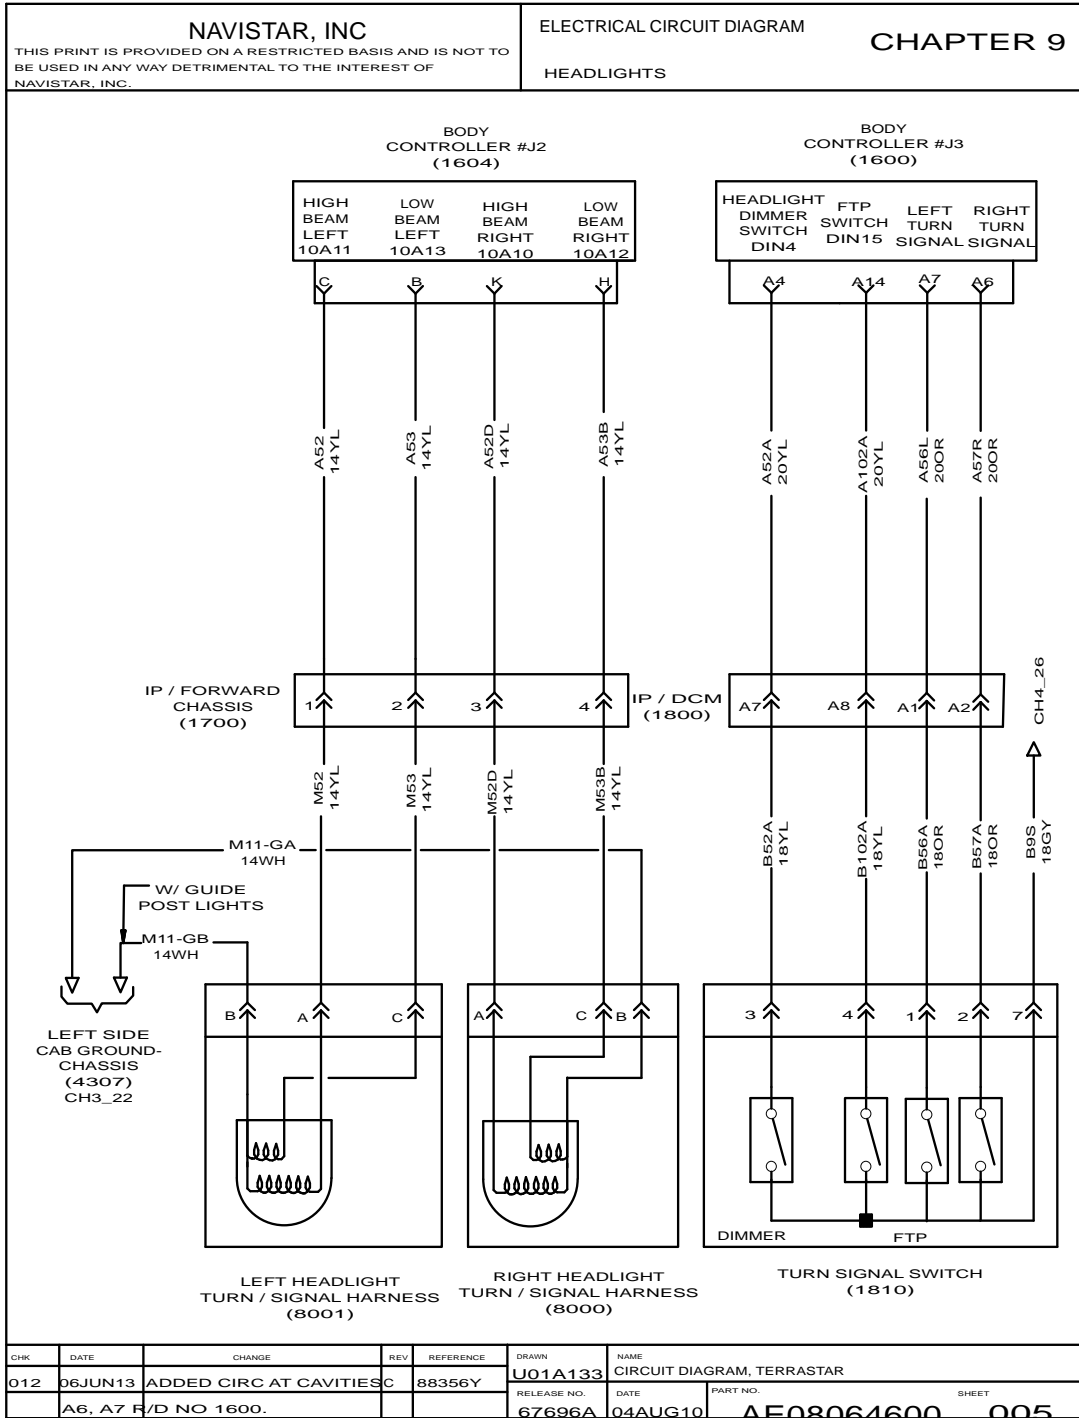 NAVISTAR, INC
THIS PRINT IS PROVIDED ON A RESTRICTED BASIS AND IS NOT TO
BE USED IN ANY WAY DETRIMENTAL TO THE INTEREST OF
NAVISTAR, INC.
ELECTRICAL CIRCUIT DIAGRAM
HEADLIGHTS
CHAPTER 9
BODY
CONTROLLER #J2
(1604)
HIGH
BEAM
LEFT
10A11
LOW
BEAM
LEFT
10A13
HIGH
BEAM
RIGHT
10A10
LOW
BEAM
RIGHT
10A12
C
B
K
H
BODY
CONTROLLER #J3
(1600)
HEADLIGHT
DIMMER
SWITCH
DIN4
FTP
SWITCH
DIN15
LEFT
TURN
SIGNAL
RIGHT
TURN
SIGNAL
A4
A14
A7
A6
A52
14YL
A53
14YL
A52D
14YL
A53B
14YL
A52A
20YL
A102A
20YL
A56L
20OR
A57R
20OR
IP / FORWARD
CHASSIS
(1700)
1
2
3
4
IP / DCM
(1800)
A7
A8
A1
A2
CH4_26
M52
14YL
M53
14YL
M52D
14YL
M53B
14YL
B52A
18YL
B102A
18YL
B56A
18OR
B57A
18OR
B9S
18GY
M11-GA
14WH
W/ GUIDE
POST LIGHTS
M11-GB
14WH
LEFT SIDE
CAB GROUND-
CHASSIS
(4307)
CH3_22
B
A
C
A
C
B
3
4
1
2
7
DIMMER
FTP
LEFT HEADLIGHT
TURN / SIGNAL HARNESS
(8001)
RIGHT HEADLIGHT
TURN / SIGNAL HARNESS
(8000)
TURN SIGNAL SWITCH
(1810)
CHK
DATE
CHANGE
REV
REFERENCE
012
06JUN13
ADDED CIRC AT CAVITIES
C
88356Y
A6, A7 R/D NO 1600.
DRAWN
U01A133
NAME
CIRCUIT DIAGRAM, TERRASTAR
RELEASE NO.
67696A
DATE
04AUG10
PART NO.
AE08064600
SHEET
005